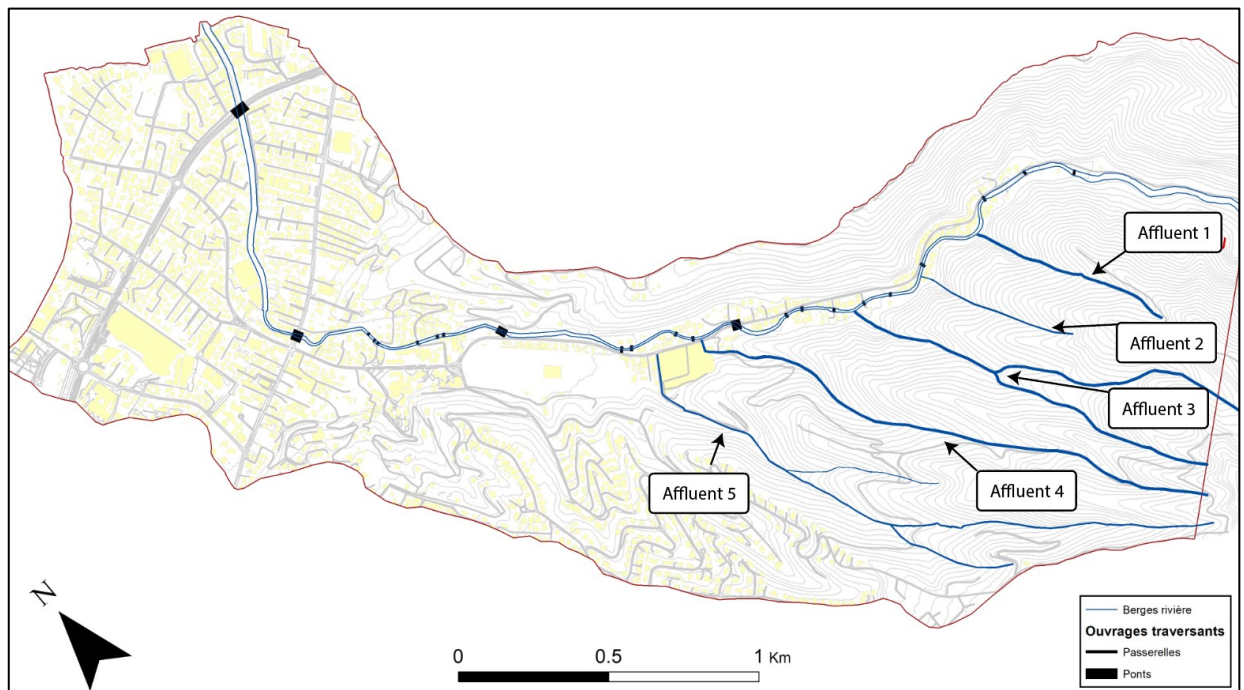 Affluent 1
Affluent 2
Affluent 3
Affluent 4
Affluent 5
N
0 0.5 1 Km
Berges rivière
Ouvrages traversants
Passerelles
Ponts